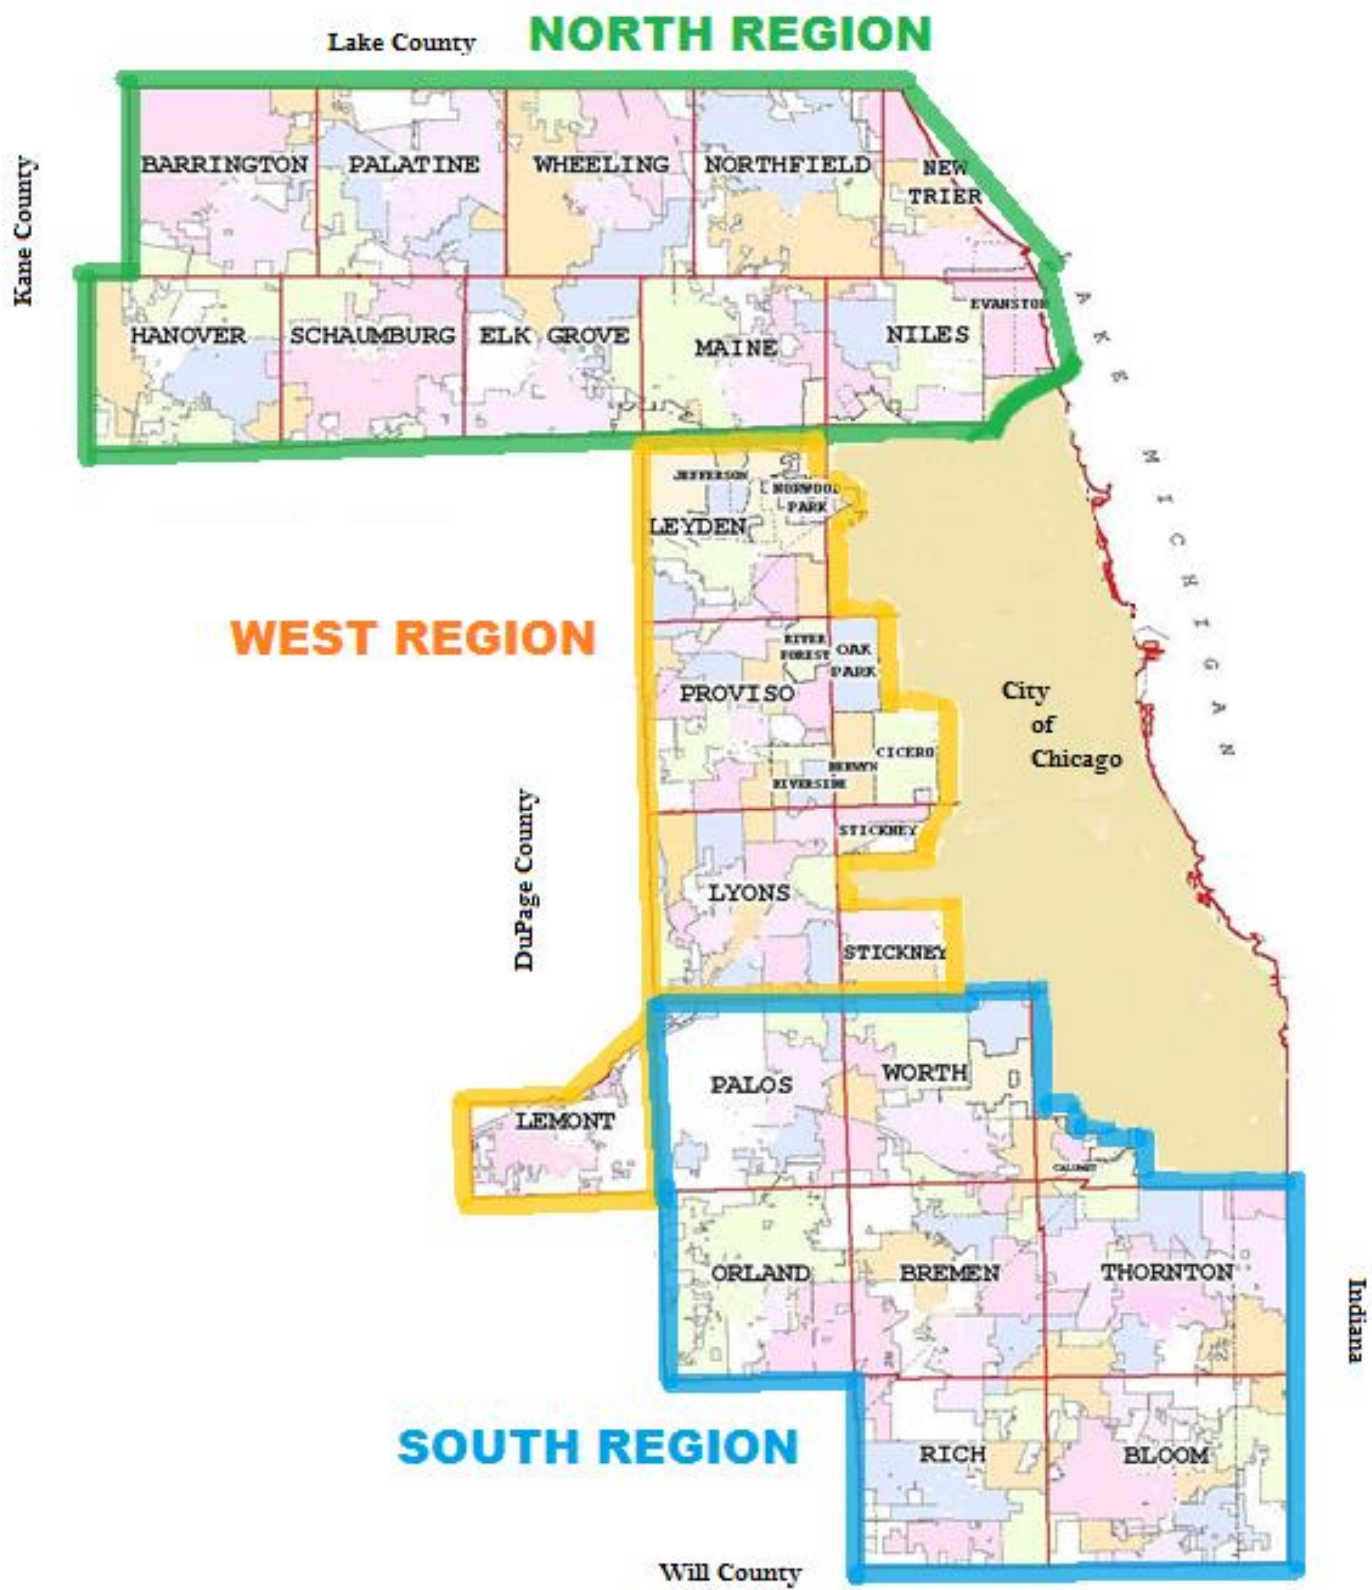 NORTH REGION
Lake County
Kane County
BARRINGTON
PALATINE
WHEELING
NORTHFIELD
NEW
TRIER
HANOVER
SCHAUMBURG
ELK GROVE
MAINE
NILES
EVANSTON
LAKE MICHIGAN
JEFFERSON
NORWOOD
PARK
LEYDEN
WEST REGION
RIVER
FOREST
OAK
PARK
PROVISO
City
of
Chicago
CICERO
BERWYN
RIVERSIDE
STICKNEY
DuPage County
LYONS
STICKNEY
PALOS
WORTH
LEMONT
CALUMET
ORLAND
BREMEN
THORNTON
Indiana
SOUTH REGION
RICH
BLOOM
Will County